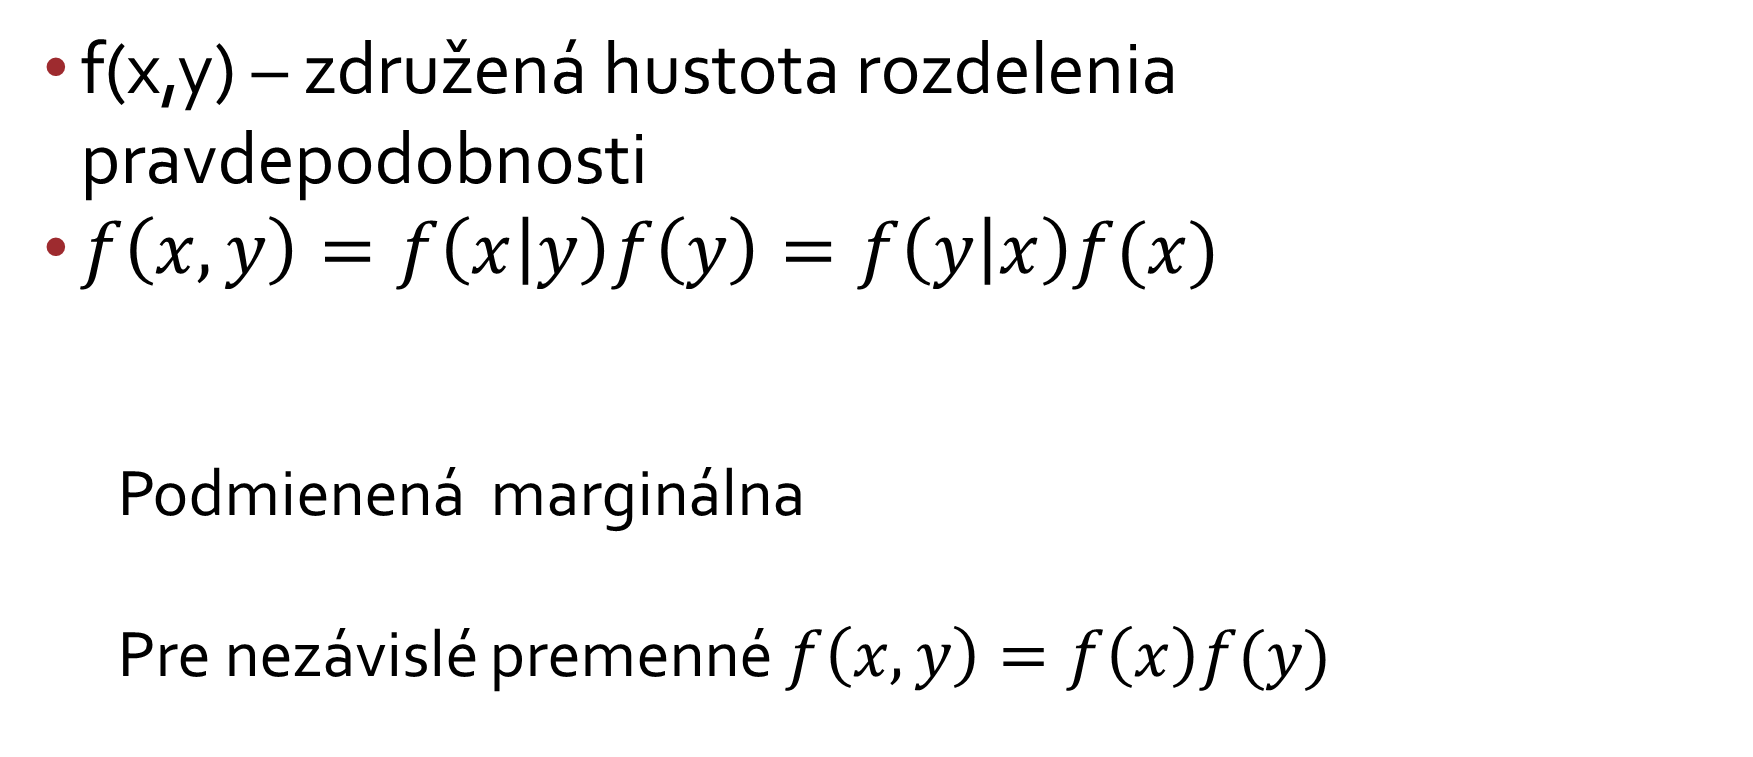 • f(x,y) – združená hustota rozdelenia
pravdepodobnosti
• f(x, y) = f(x|y)f(y) = f(y|x)f(x)
Podmienená marginálna
Pre nezávislé premenné f(x, y) = f(x)f(y)